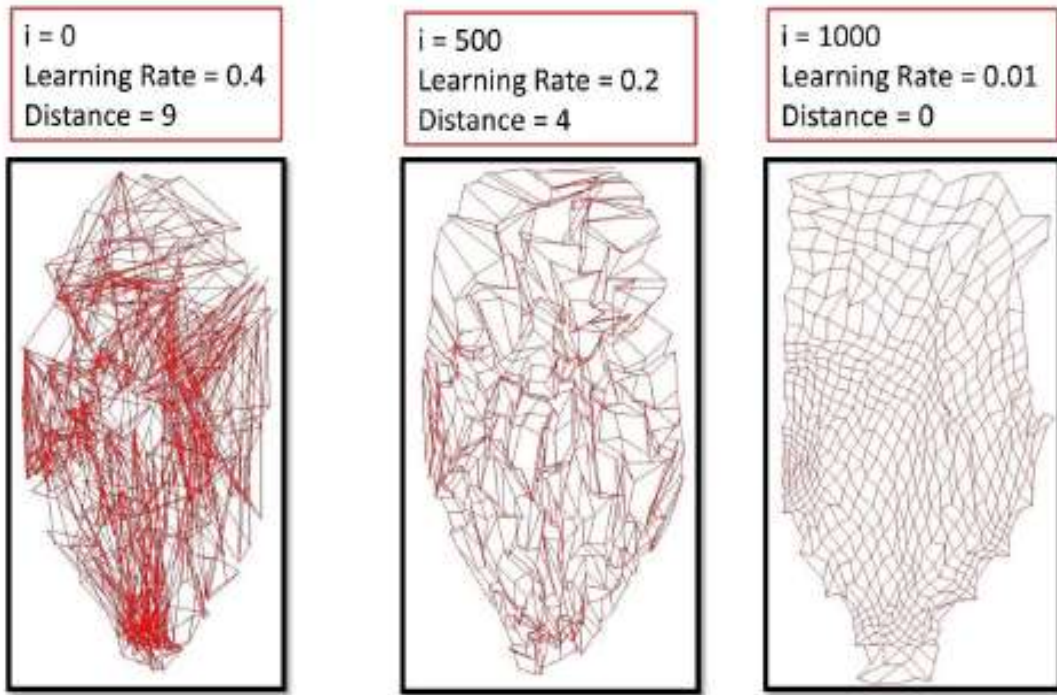 i = 0
Learning Rate = 0.4
Distance = 9
i = 500
Learning Rate = 0.2
Distance = 4
i = 1000
Learning Rate = 0.01
Distance = 0